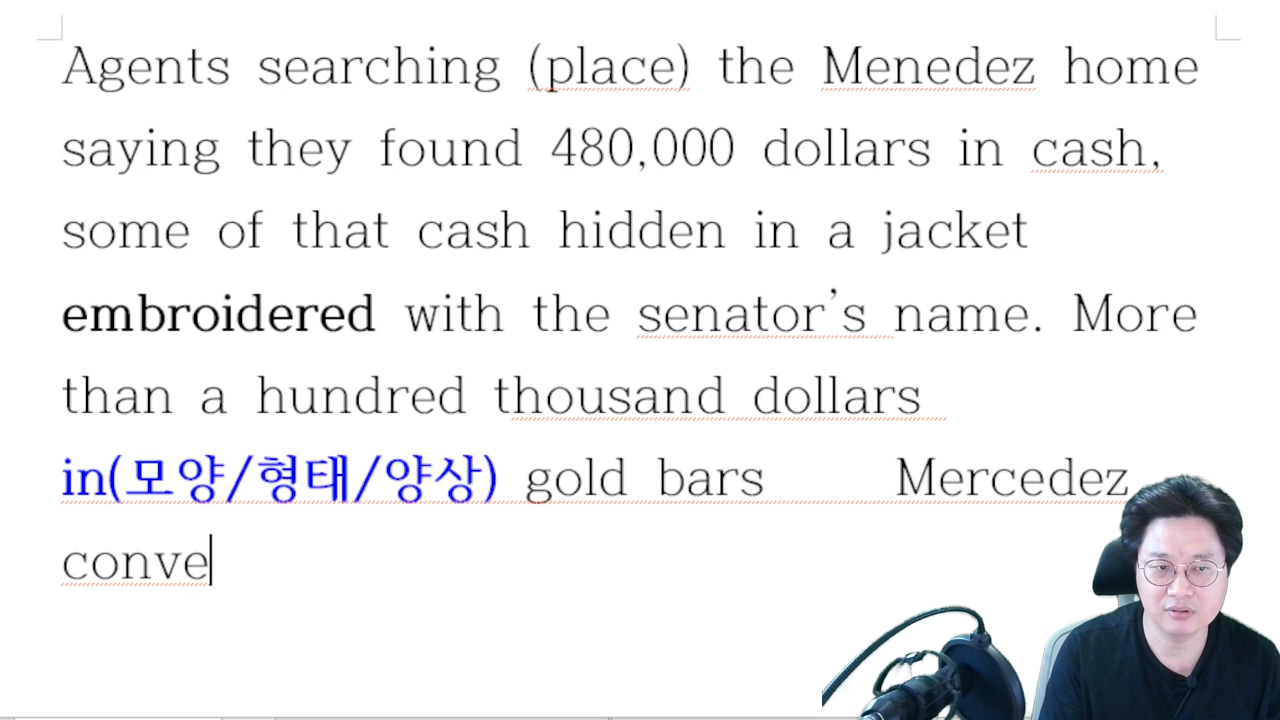 Agents searching (place) the Menedez home
saying they found 480,000 dollars in cash,
some of that cash hidden in a jacket
embroidered with the senator's name. More
than a hundred thousand dollars
in(모양/형태/양상) gold bars Mercedez
conve